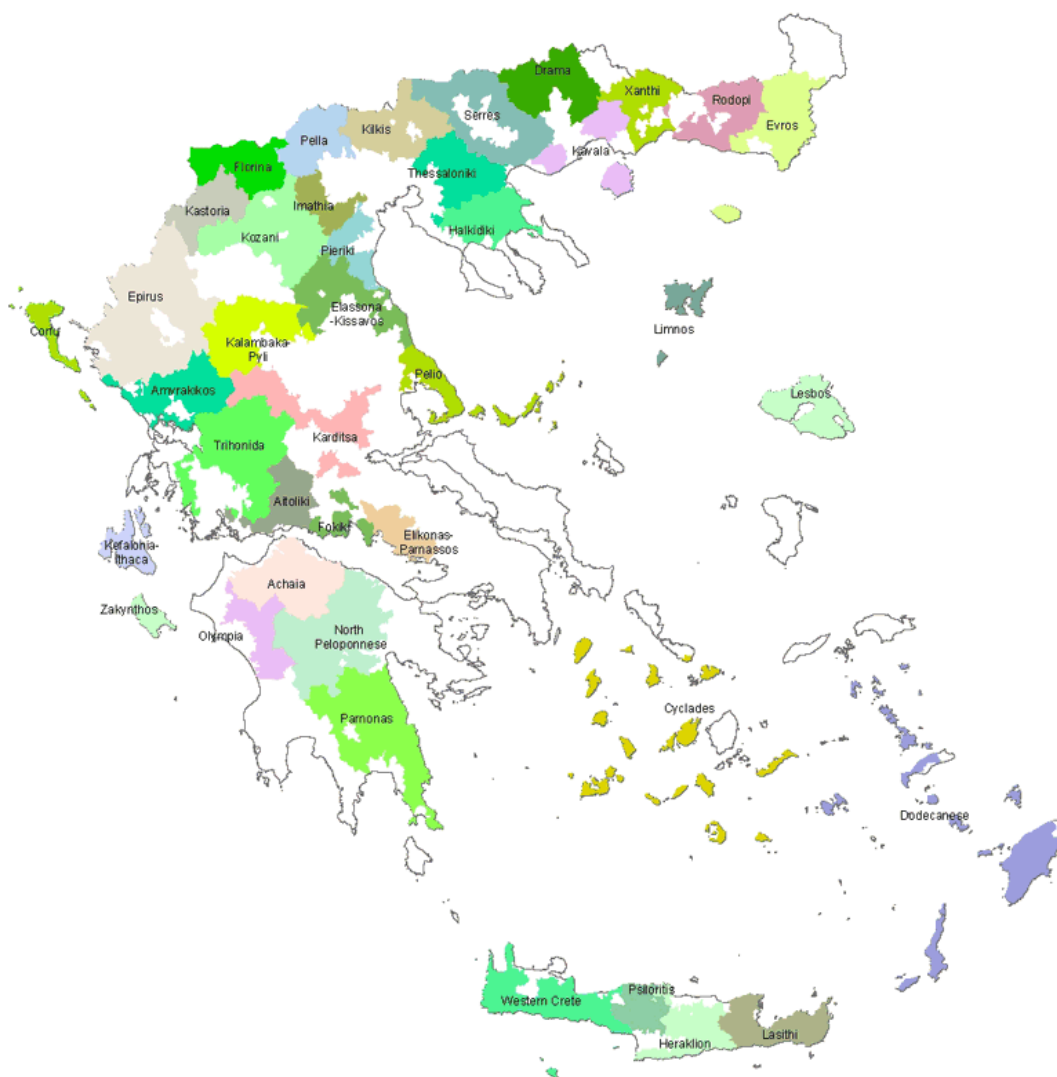 Drama
Xanthi
Rodopi
Serres
Evros
Kilkis
Pella
Kavala
Florina
Thessaloniki
Imathia
Kastoria
Halkidiki
Kozani
Pieriki
Epirus
Elassona
-Kissavos
Limnos
Corfu
Kalambaka-
Pyli
Pelio
Amvrakikos
Lesbos
Karditsa
Trihonida
Aitoliki
Fokiki
Elikonas-
Parnassos
Kefalonia-
Ithaca
Achaia
Zakynthos
Olympia
North
Peloponnese
Cyclades
Parnonas
Dodecanese
Psiloritis
Western Crete
Lasithi
Heraklion